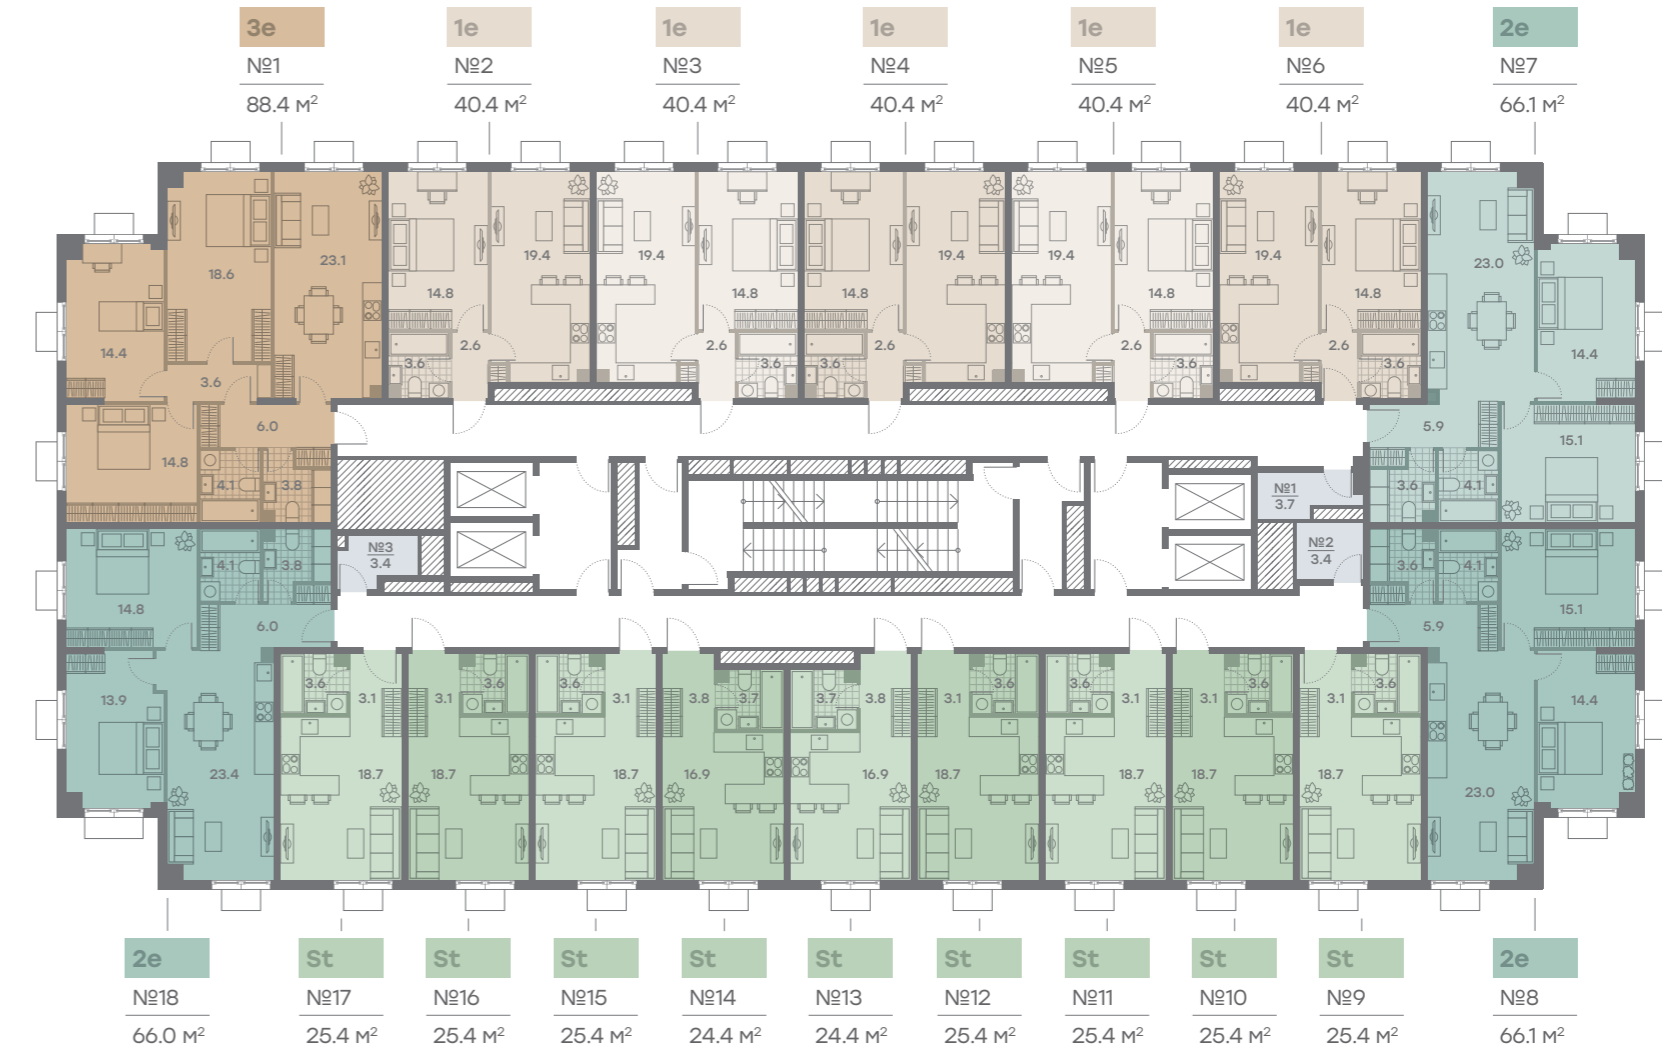 3e 1e 1e 1e 1e 1e 2e
№1 №2 №3 №4 №5 №6 №7
88.4 м² 40.4 м² 40.4 м² 40.4 м² 40.4 м² 40.4 м² 66.1 м²
18.6 23.1 19.4 19.4 19.4 19.4 19.4 23.0
14.8 14.8 14.8 14.8 14.8
14.4 2.6 2.6 2.6 2.6 2.6 14.4
3.6 3.6 3.6 3.6 3.6 3.6
6.0 5.9
14.8 15.1
4.1 3.8 3.6 4.1
№1
3.7
№3
3.4
№2
3.4
4.1 3.8 3.6 4.1
14.8 15.1
6.0 5.9
3.6 3.6 3.6 3.6 3.6 3.6 3.6
13.9 3.1 3.1 3.1 3.8 3.7 3.7 3.8 3.1 3.1 3.1 3.1 14.4
23.4 18.7 18.7 18.7 16.9 16.9 18.7 18.7 18.7 18.7 23.0
2e St St St St St St St St St 2e
№18 №17 №16 №15 №14 №13 №12 №11 №10 №9 №8
66.0 м² 25.4 м² 25.4 м² 25.4 м² 24.4 м² 24.4 м² 25.4 м² 25.4 м² 25.4 м² 25.4 м² 66.1 м²